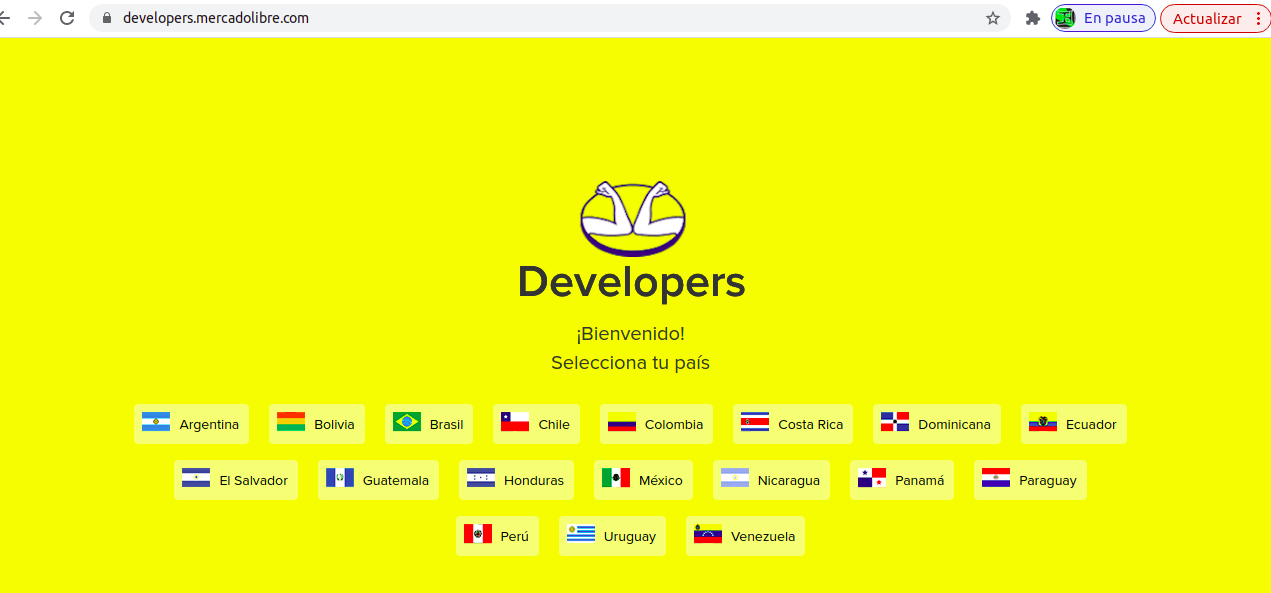 developers.mercadolibre.com
En pausa
Actualizar
Developers
¡Bienvenido!
Selecciona tu país
Argentina
Bolivia
Brasil
Chile
Colombia
Costa Rica
Dominicana
Ecuador
El Salvador
Guatemala
Honduras
México
Nicaragua
Panamá
Paraguay
Perú
Uruguay
Venezuela